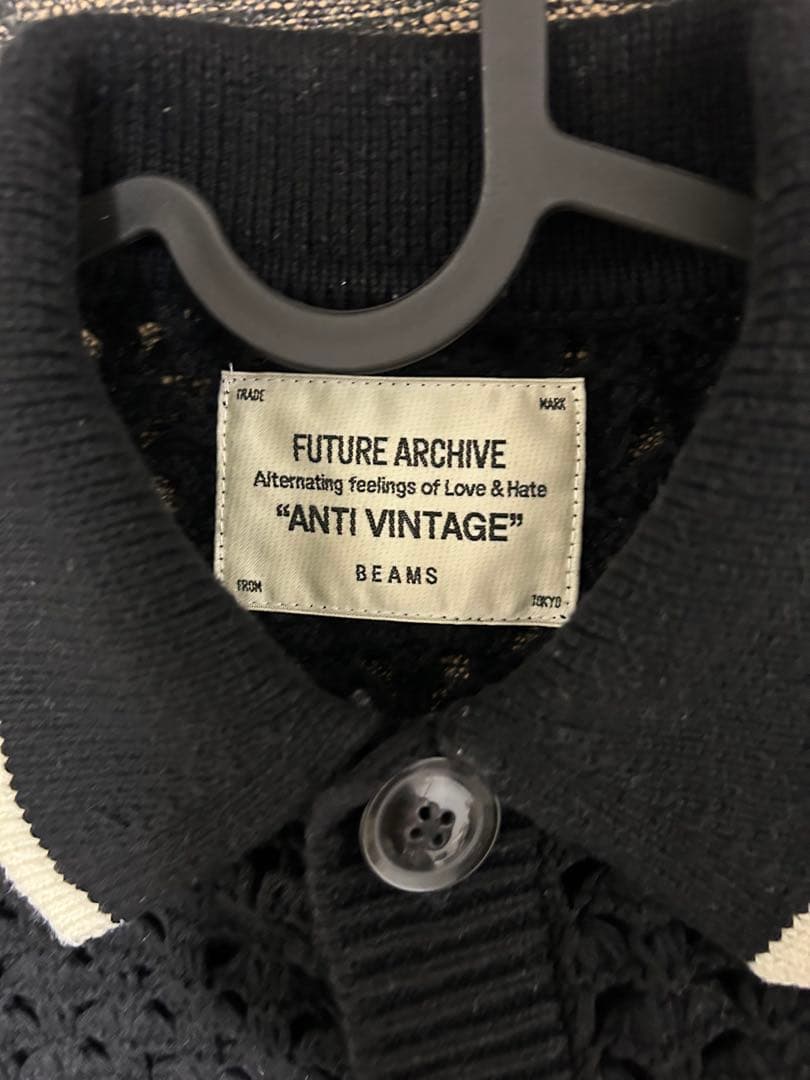 TRADE MARK
FUTURE ARCHIVE
Alternating feelings of Love & Hate
“ANTI VINTAGE”
BEAMS
FROM TOKYO